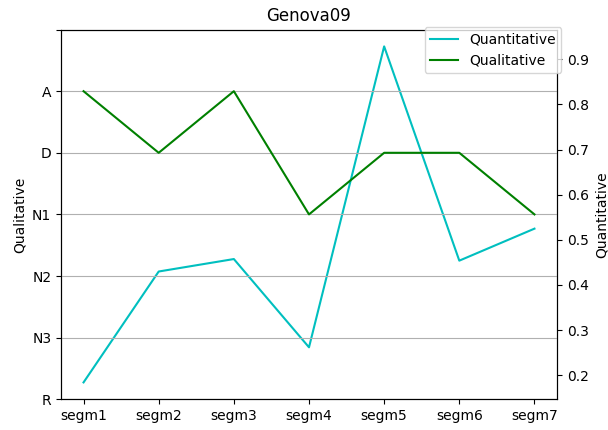 Genova09
Quantitative
Qualitative
A
D
N1
N2
N3
R
Qualitative
0.9
0.8
0.7
0.6
0.5
0.4
0.3
0.2
Quantitative
segm1 segm2 segm3 segm4 segm5 segm6 segm7